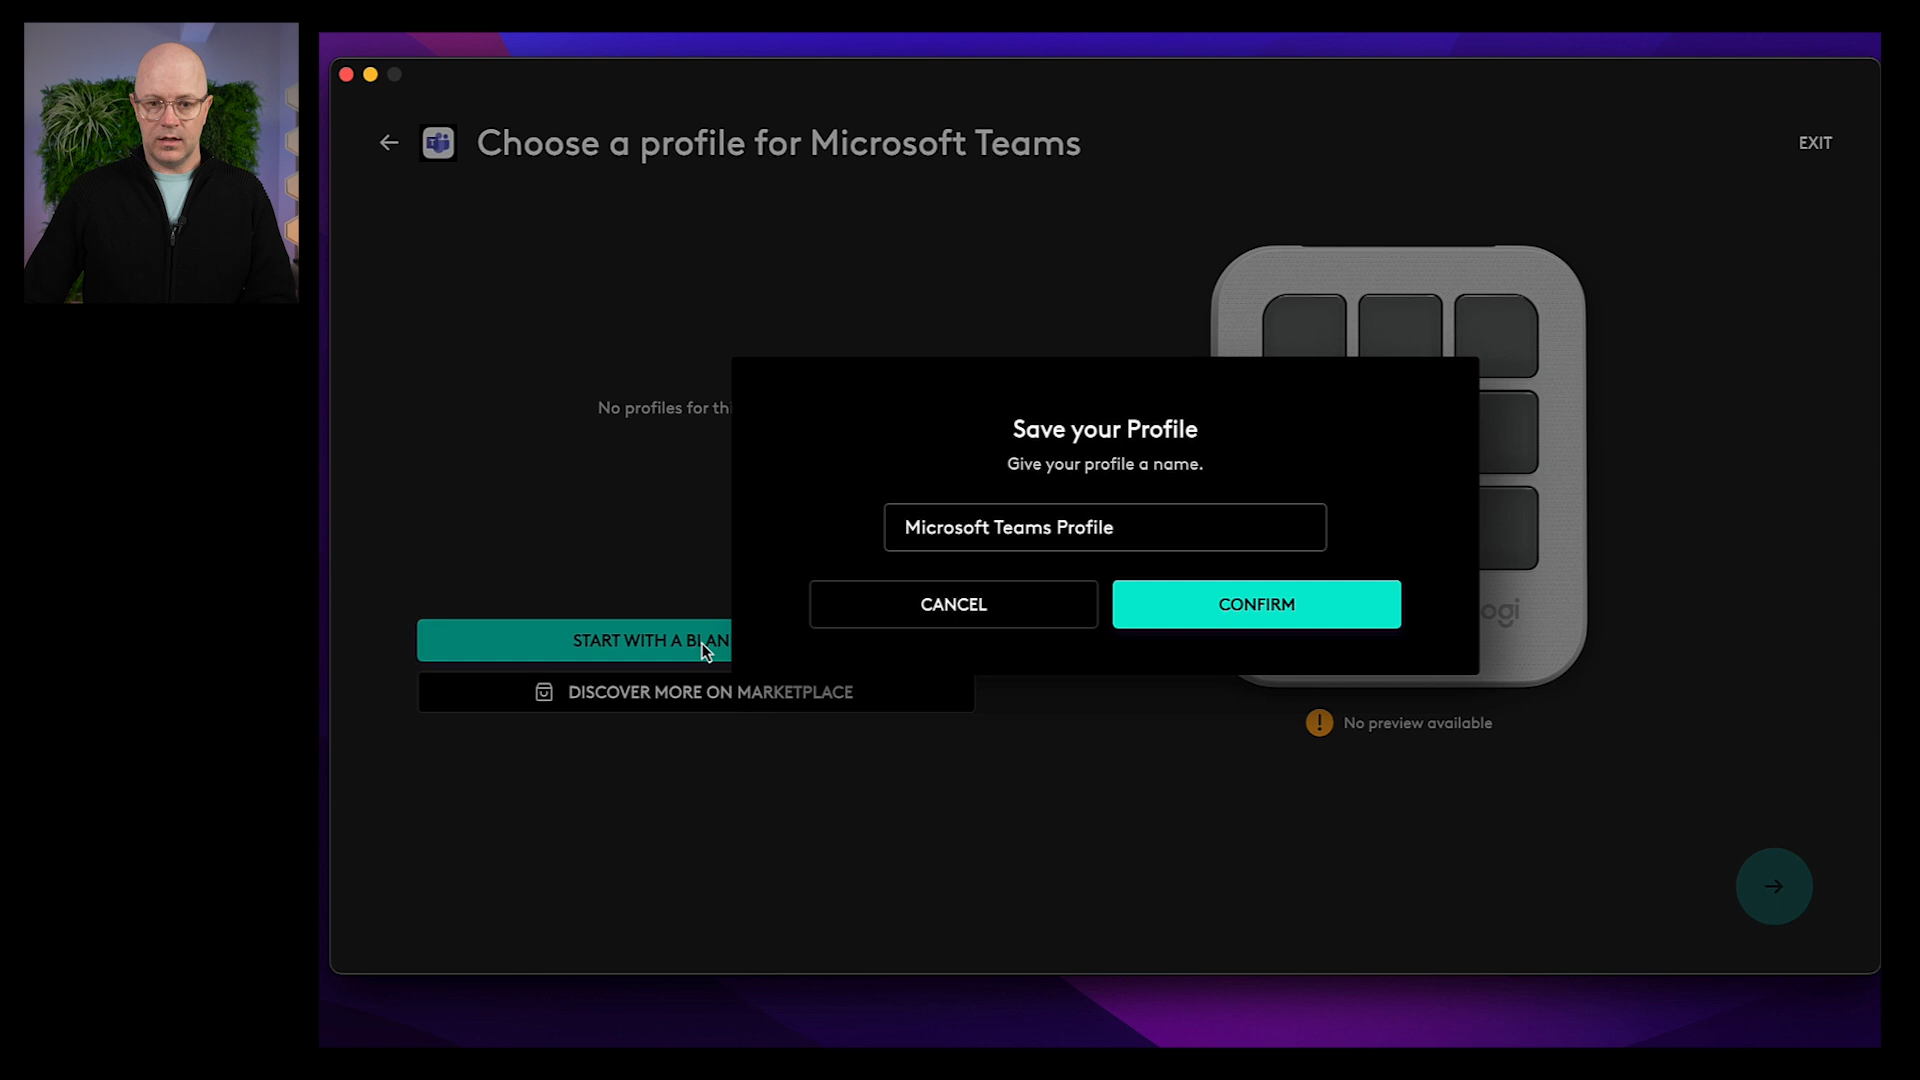 Choose a profile for Microsoft Teams
EXIT
No profiles for thi
Save your Profile
Give your profile a name.
Microsoft Teams Profile
CANCEL
CONFIRM
START WITH A BLAN
ogi
DISCOVER MORE ON MARKETPLACE
No preview available